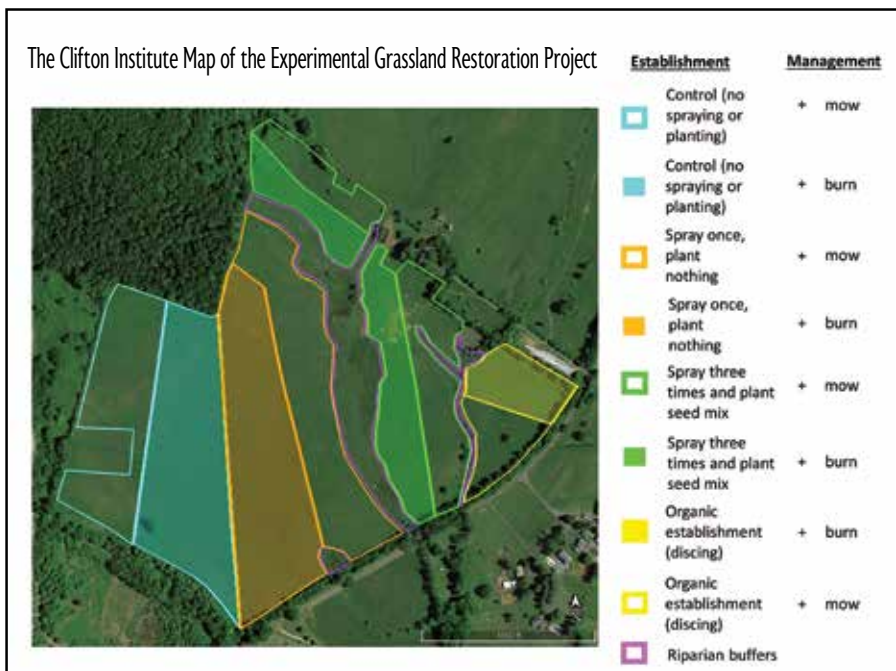 The Clifton Institute Map of the Experimental Grassland Restoration Project
Establishment Management
Control (no
spraying or + mow
planting)
Control (no
spraying or + burn
planting)
Spray once,
plant + mow
nothing
Spray once,
plant + burn
nothing
Spray three
times and plant + mow
seed mix
Spray three
times and plant + burn
seed mix
Organic
establishment + burn
(discing)
Organic
establishment + mow
(discing)
Riparian buffers